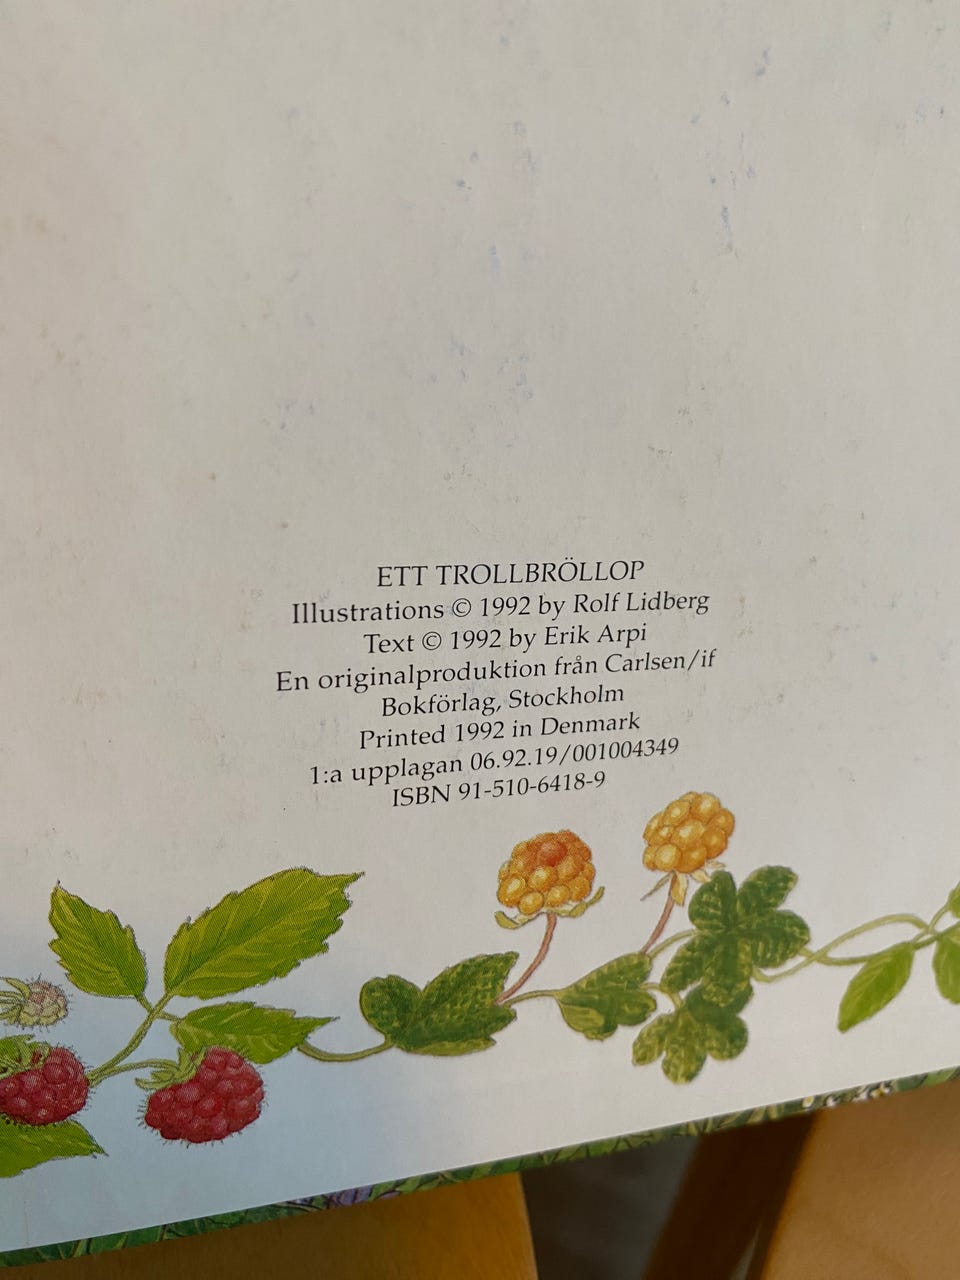 ETT TROLLBRÖLLOP
Illustrations © 1992 by Rolf Lidberg
Text © 1992 by Erik Arpi
En originalproduktion från Carlsen/if
Bokförlag, Stockholm
Printed 1992 in Denmark
1:a upplagan 06.92.19/001004349
ISBN 91-510-6418-9